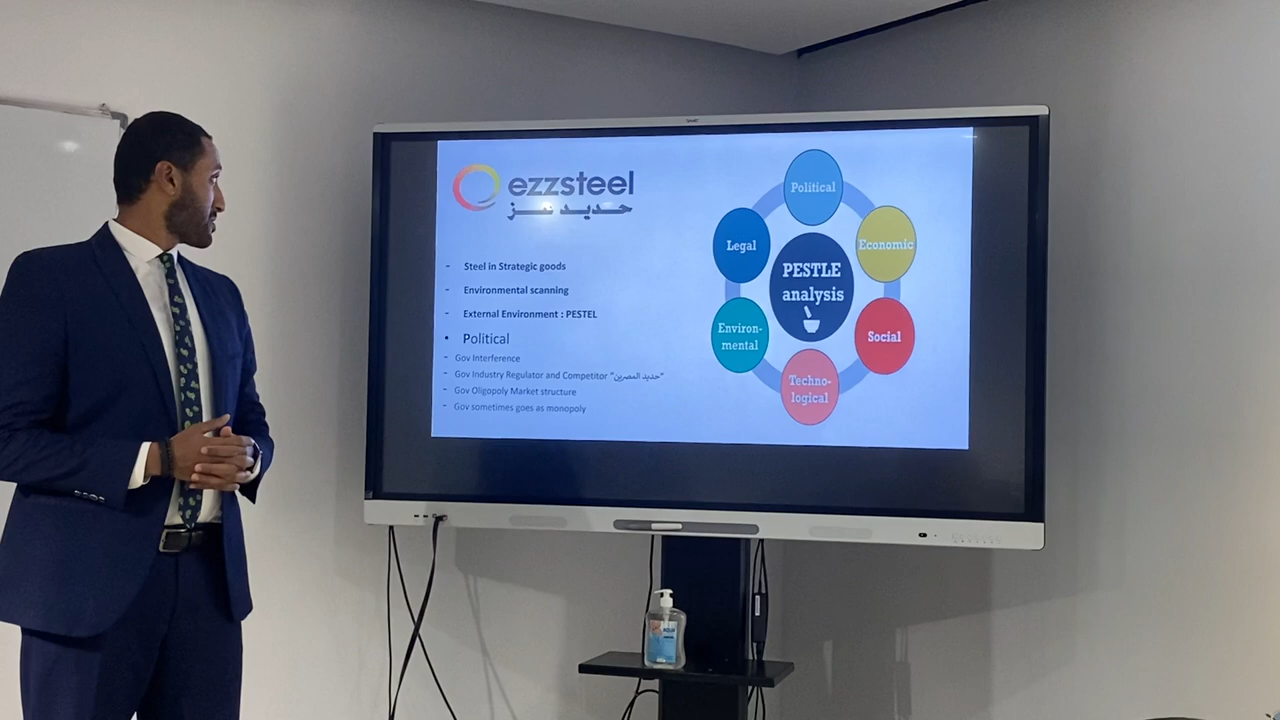 ezzsteel
حديد عز
- Steel in Strategic goods
- Environmental scanning
- External Environment : PESTEL
• Political
- Gov Interference
- Gov Industry Regulator and Competitor "حديد المصرين"
- Gov Oligopoly Market structure
- Gov sometimes goes as monopoly
Political
Legal
Economic
PESTLE
analysis
Environ-
mental
Social
Techno-
logical